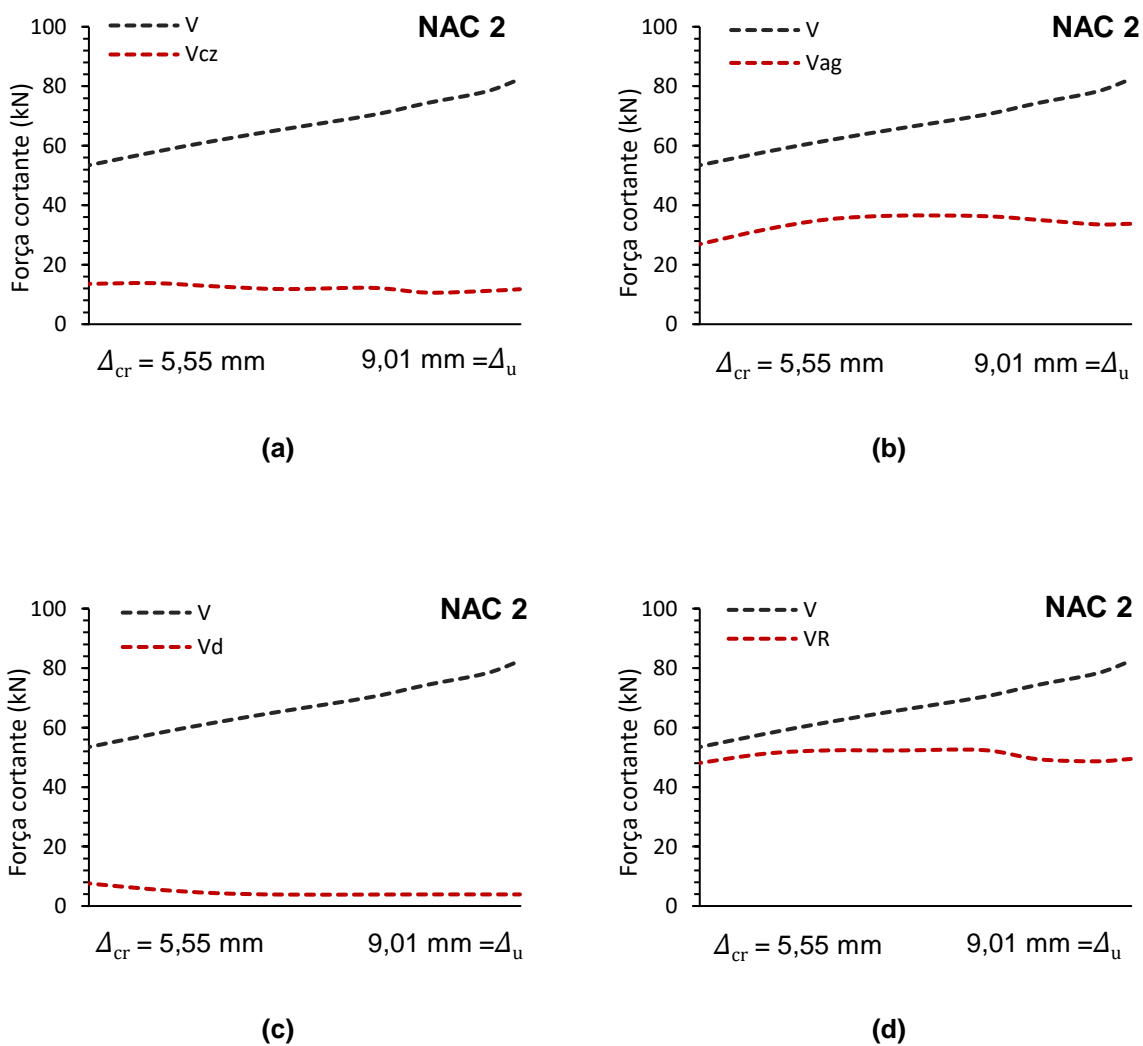 NAC 2
V
Vcz
Força cortante (kN)
100
80
60
40
20
0
Δcr = 5,55 mm
9,01 mm =Δu
(a)
NAC 2
V
Vag
Força cortante (kN)
100
80
60
40
20
0
Δcr = 5,55 mm
9,01 mm =Δu
(b)
NAC 2
V
Vd
Força cortante (kN)
100
80
60
40
20
0
Δcr = 5,55 mm
9,01 mm =Δu
(c)
NAC 2
V
VR
Força cortante (kN)
100
80
60
40
20
0
Δcr = 5,55 mm
9,01 mm =Δu
(d)